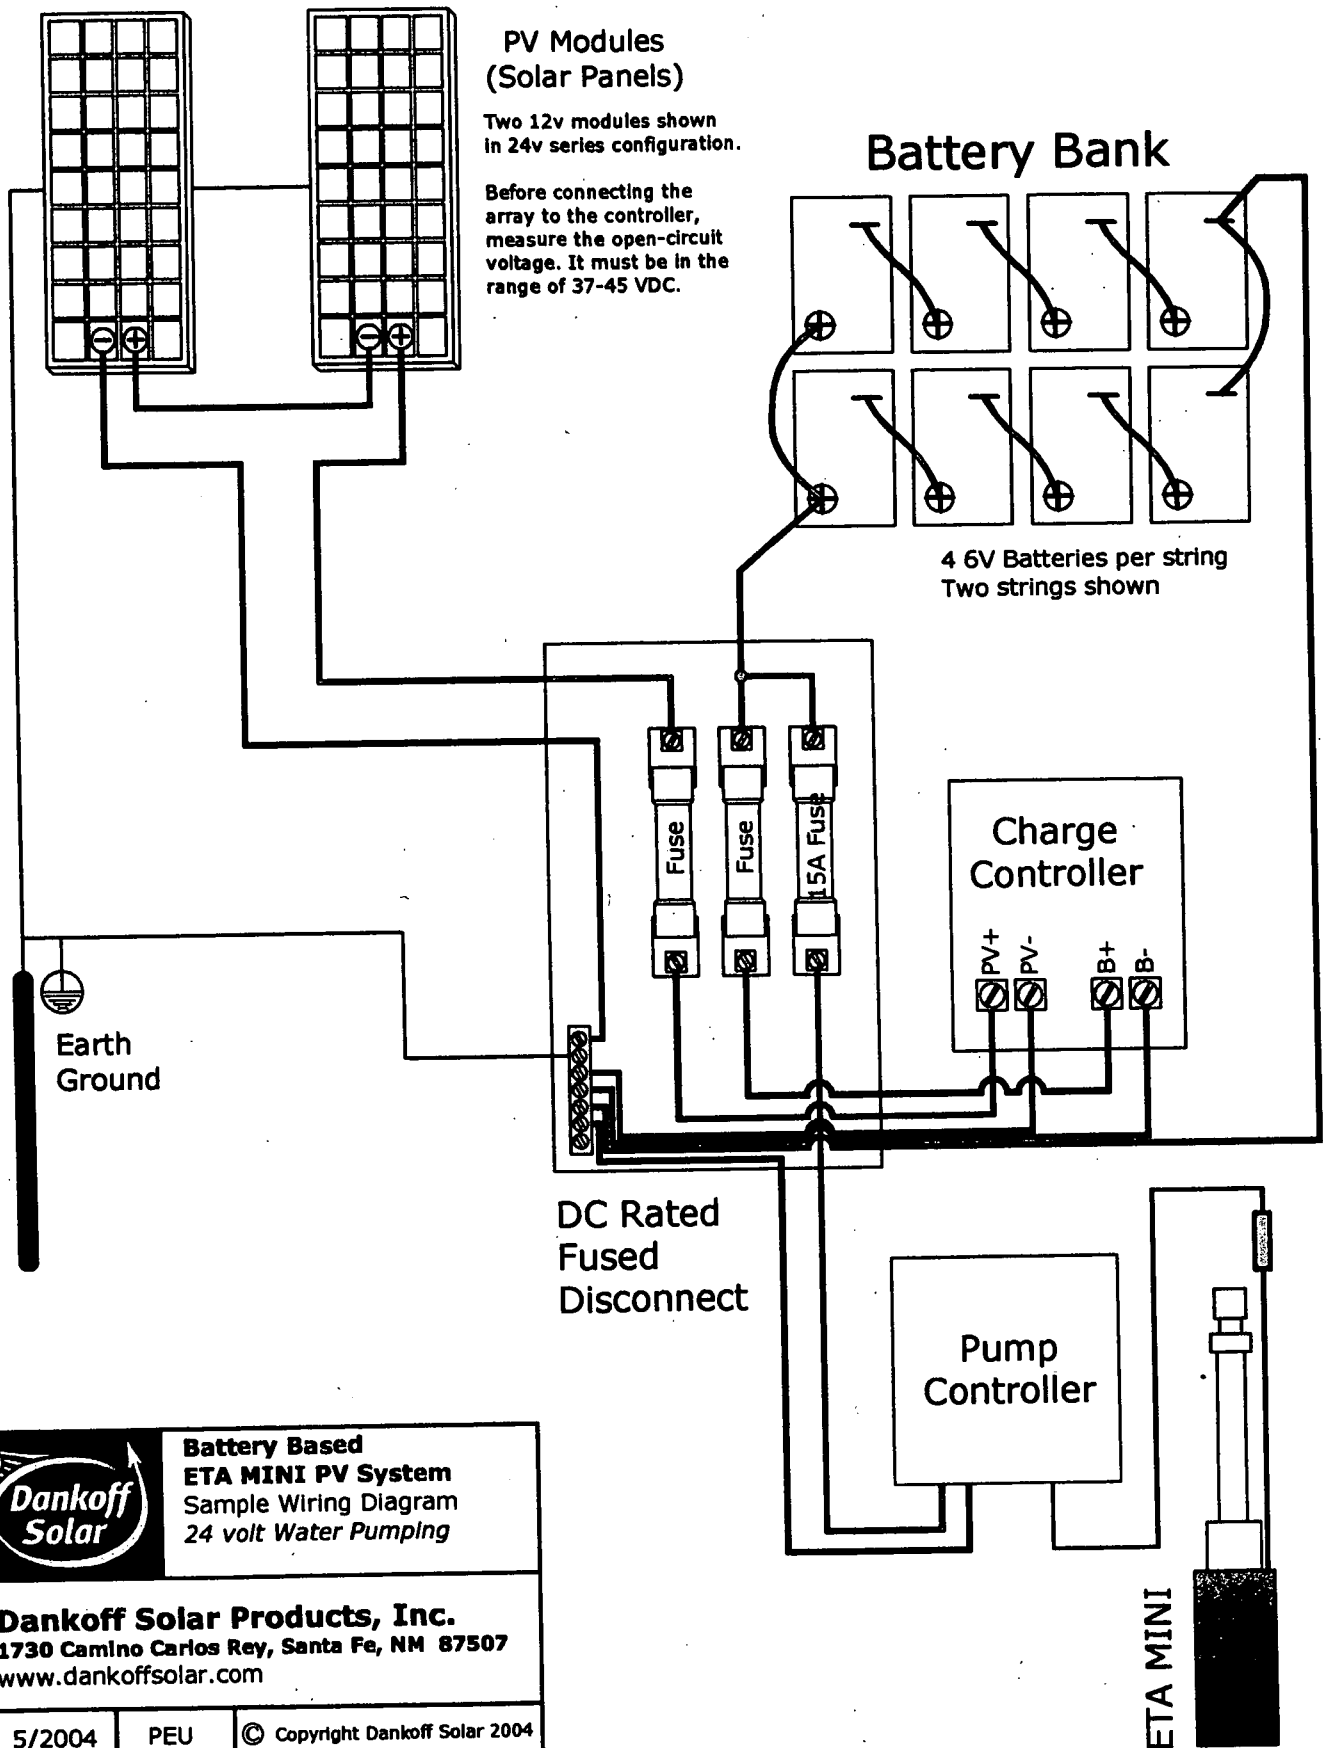 PV Modules
(Solar Panels)
Two 12v modules shown
in 24v series configuration.
Before connecting the
array to the controller,
measure the open-circuit
voltage. It must be in the
range of 37-45 VDC.
Battery Bank
4 6V Batteries per string
Two strings shown
Fuse
Fuse
15A Fuse
Charge
Controller
PV+
PV-
B+
B-
Earth
Ground
DC Rated
Fused
Disconnect
Pump
Controller
ETA MINI
Dankoff
Solar
Battery Based
ETA MINI PV System
Sample Wiring Diagram
24 volt Water Pumping
Dankoff Solar Products, Inc.
1730 Camino Carlos Rey, Santa Fe, NM 87507
www.dankoffsolar.com
5/2004
PEU
© Copyright Dankoff Solar 2004